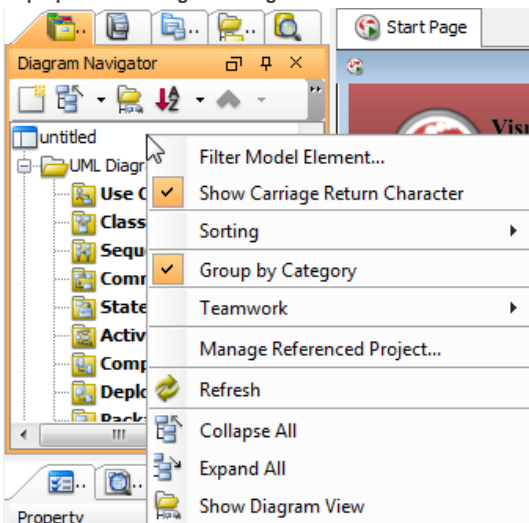 Start Page
Diagram Navigator
untitled
UML Diagr
Use C
Class
Sequ
Comm
State
Activ
Comp
Deplo
Packa
Visu
Filter Model Element...
Show Carriage Return Character
Sorting
Group by Category
Teamwork
Manage Referenced Project...
Refresh
Collapse All
Expand All
Show Diagram View
Property